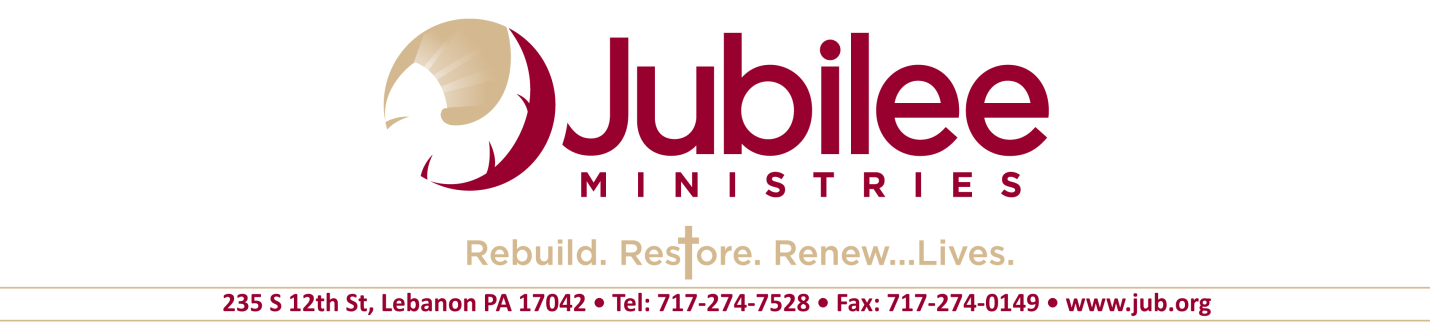 Jubilee
MINISTRIES
Rebuild. Restore. Renew...Lives.
235 S 12th St, Lebanon PA 17042 • Tel: 717-274-7528 • Fax: 717-274-0149 • www.jub.org